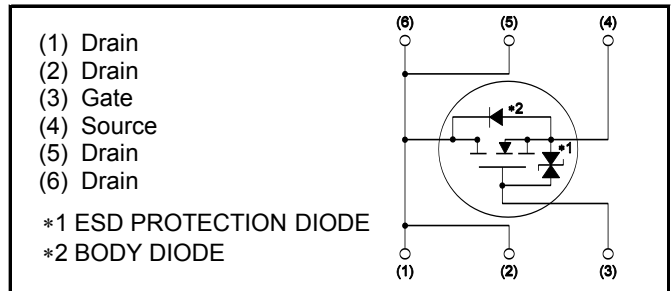 (1) Drain
(2) Drain
(3) Gate
(4) Source
(5) Drain
(6) Drain
*1 ESD PROTECTION DIODE
*2 BODY DIODE
(6) (5) (4)
*2
*1
(1) (2) (3)